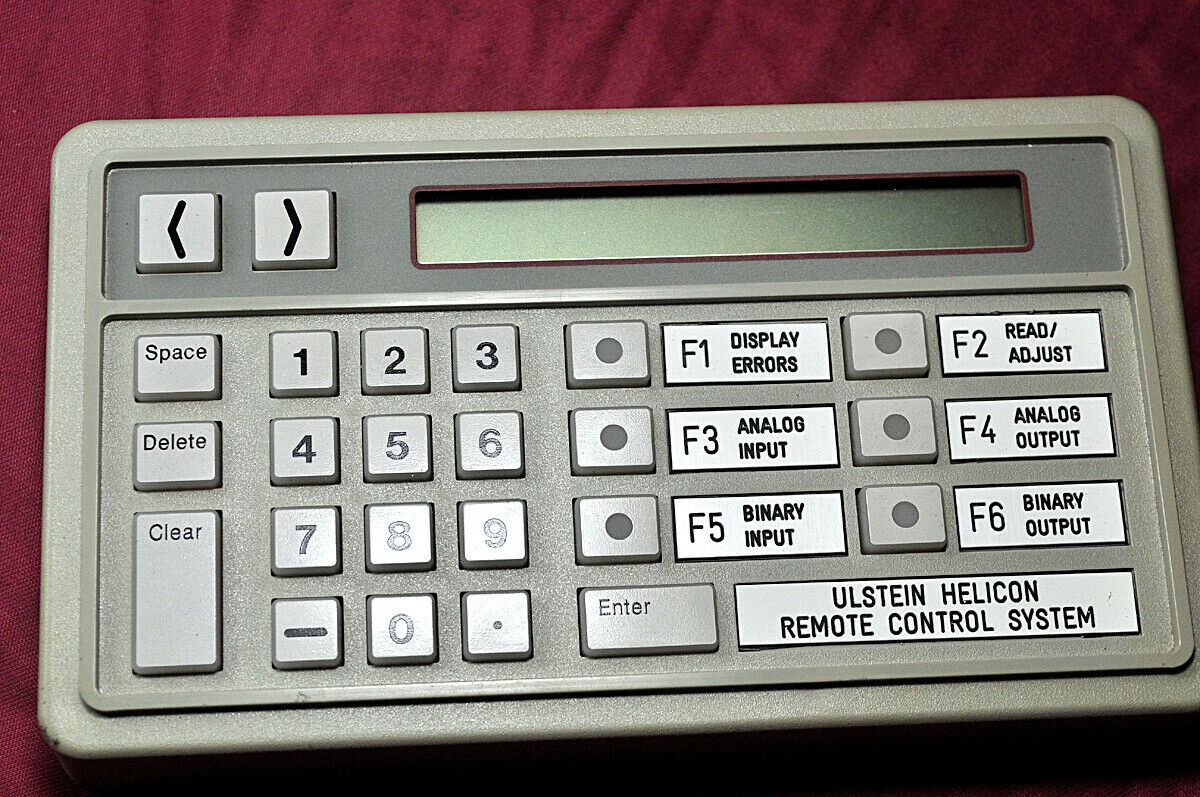 < >
Space 1 2 3 F1 DISPLAY ERRORS F2 READ/ ADJUST
Delete 4 5 6 F3 ANALOG INPUT F4 ANALOG OUTPUT
Clear 7 8 9 F5 BINARY INPUT F6 BINARY OUTPUT
- 0 . Enter
ULSTEIN HELICON
REMOTE CONTROL SYSTEM